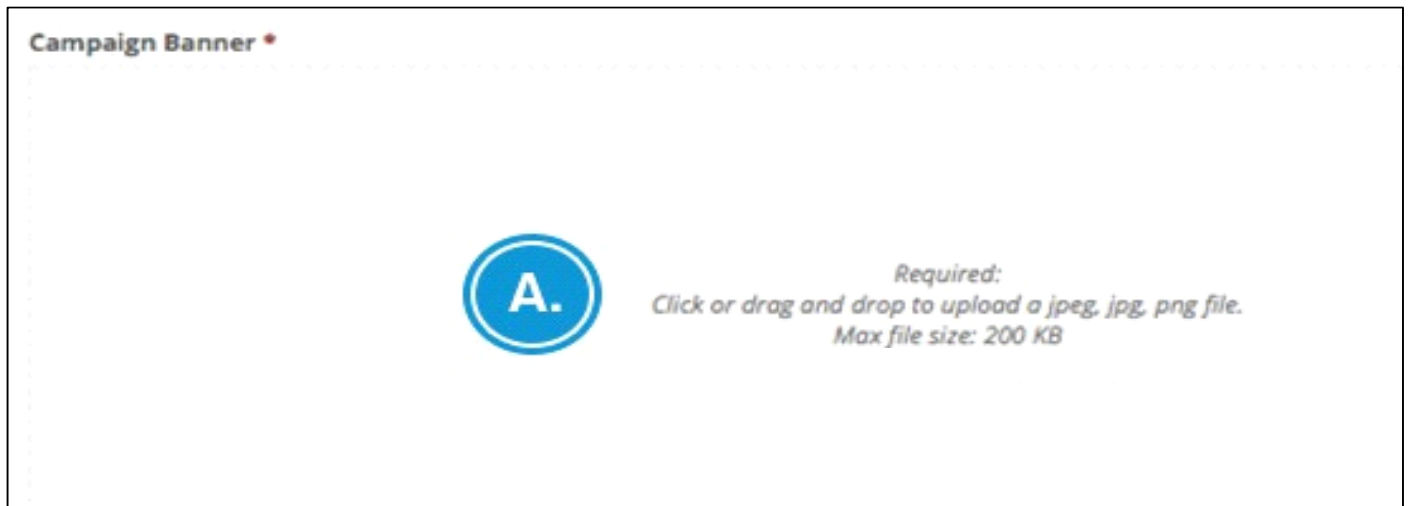 Campaign Banner *
A.
Required:
Click or drag and drop to upload a jpeg, jpg, png file.
Max file size: 200 KB